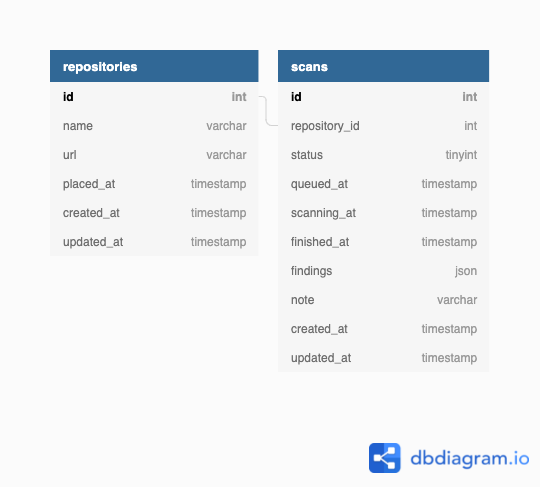 repositories
id int
name varchar
url varchar
placed_at timestamp
created_at timestamp
updated_at timestamp
scans
id int
repository_id int
status tinyint
queued_at timestamp
scanning_at timestamp
finished_at timestamp
findings json
note varchar
created_at timestamp
updated_at timestamp
dbdiagram.io